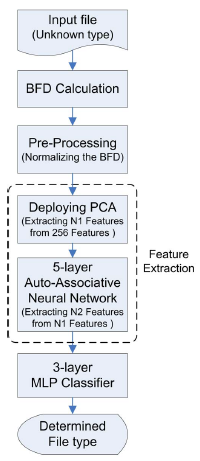 Input file
(Unknown type)
BFD Calculation
Pre-Processing
(Normalizing the BFD)
Deploying PCA
(Extracting N1 Features
from 256 Features )
5-layer
Auto-Associative
Neural Network
(Extracting N2 Features
from N1 Features )
Feature
Extraction
3-layer
MLP Classifier
Determined
File type